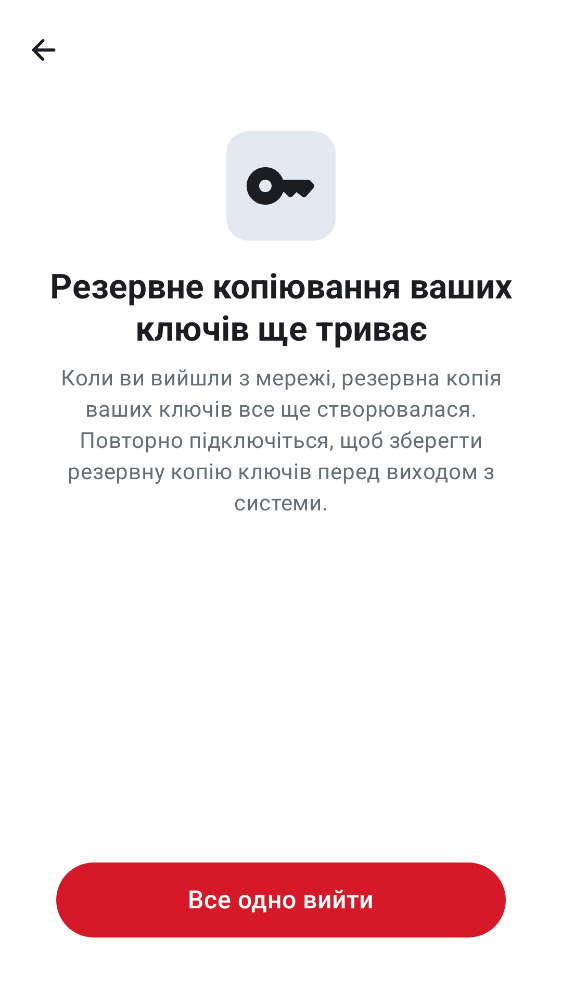 Резервне копіювання ваших
ключів ще триває
Коли ви вийшли з мережі, резервна копія
ваших ключів все ще створювалася.
Повторно підключіться, щоб зберегти
резервну копію ключів перед виходом з
системи.
Все одно вийти